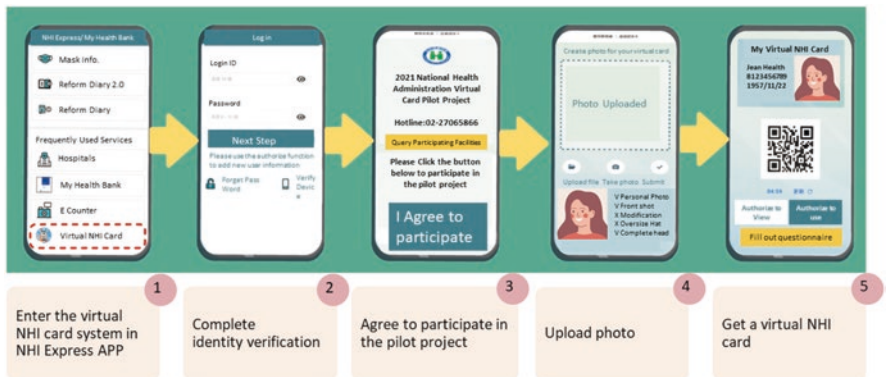 NHI Express/ My Health Bank
Mask info.
Reform Diary 2.0
Reform Diary
Frequently Used Services
Hospitals
My Health Bank
E Counter
Virtual NHI Card
Log in
Login ID
Password
Next Step
Please use the authorise function
to add new user information
Forget Pass
Word
Verify
Devic
e
2021 National Health
Administration Virtual
Card Pilot Project
Hotline:02-27065866
Query Participating Facilities
Please Click the button
below to participate in
the pilot project
I Agree to
participate
Create photo for your virtual card
Photo Uploaded
Upload file Take photo Submit
V Personal Photo
V Front shot
X Modification
X Oversize Hat
V Complete head
My Virtual NHI Card
Jean Health
B123456789
1957/11/22
Authorise to
View
Authorise to
use
Fill out questionnaire
1
Enter the virtual
NHI card system in
NHI Express APP
2
Complete
identity verification
3
Agree to participate in
the pilot project
4
Upload photo
5
Get a virtual NHI
card